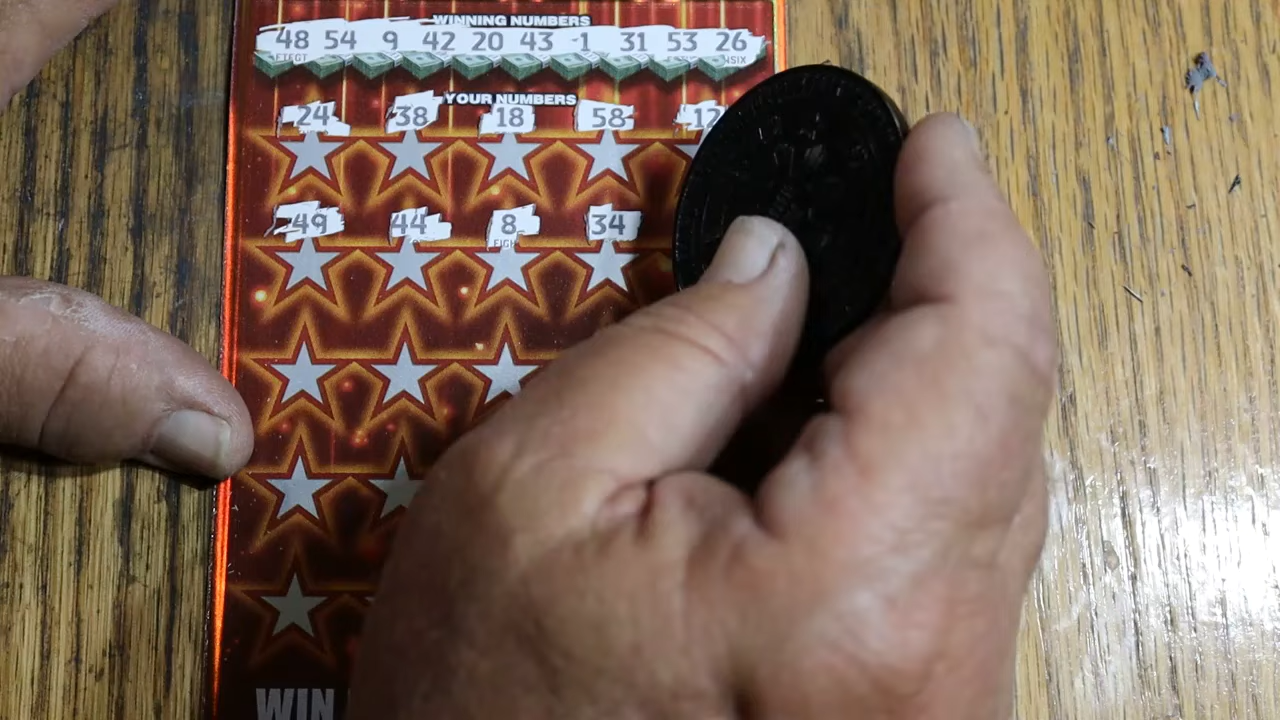 WINNING NUMBERS
48 54 9 42 20 43 1 31 53 26
YOUR NUMBERS
24 38 18 58 12
49 44 8 34
WIN